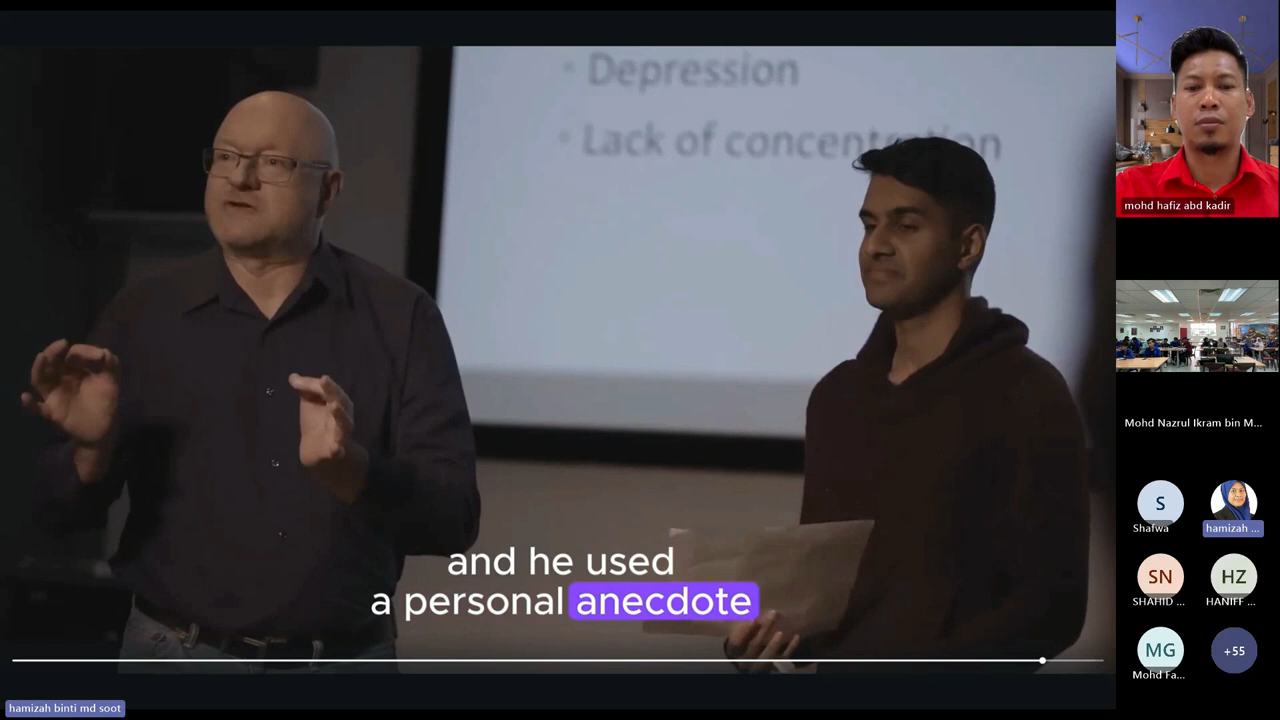 • Depression
• Lack of concentration
and he used
a personal anecdote
hamizah binti md soot
mohd hafiz abd kadir
Mohd Nazrul Ikram bin M...
S
Shafwa
hamizah ...
SN
SHAHID ...
HZ
HANIFF ...
MG
Mohd Fa...
+55